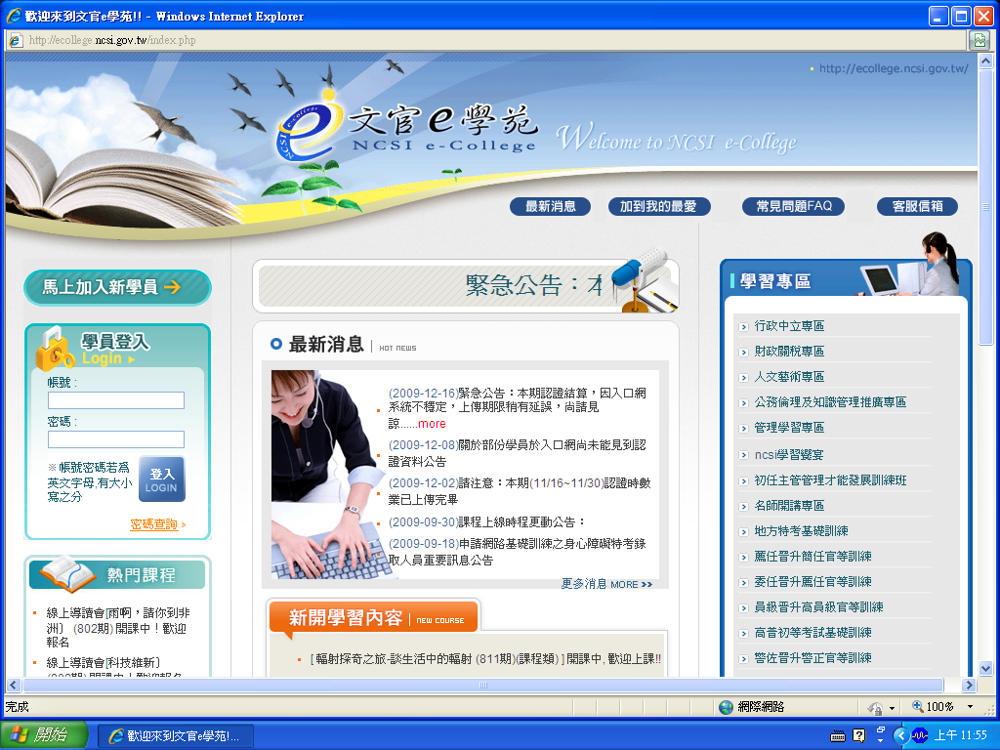 歡迎來到文官e學苑!! - Windows Internet Explorer
http://ecollege.ncsi.gov.tw/index.php
http://ecollege.ncsi.gov.tw/
文官e學苑
NCSI e-College
Welcome to NCSI e-College
最新消息 加到我的最愛 常見問題FAQ 客服信箱
馬上加入新學員
學員登入
Login
帳號 :
密碼 :
※帳號密碼若為
英文字母,有大小
寫之分
登入
LOGIN
密碼查詢 >
熱門課程
線上導讀會[雨啊，請你到非
洲〕 (802期) 開課中！歡迎
報名
線上導讀會[科技維新〕
緊急公告：本
最新消息 HOT NEWS
(2009-12-16)緊急公告：本期認證結算，因入口網
系統不穩定，上傳期限稍有延誤，尚請見
諒......more
(2009-12-08)關於部份學員於入口網尚未能見到認
證資料公告
(2009-12-02)請注意：本期(11/16~11/30)認證時數
業已上傳完畢
(2009-09-30)課程上線時程更動公告：
(2009-09-18)申請網路基礎訓練之身心障礙特考錄
取人員重要訊息公告
更多消息 MORE >>
新開學習內容 NEW COURSE
[ 輻射探奇之旅-談生活中的輻射 (811期)(課程類) ] 開課中, 歡迎上課!!
學習專區
行政中立專區
財政關稅專區
人文藝術專區
公務倫理及知識管理推廣專區
管理學習專區
ncsi學習饗宴
初任主管管理才能發展訓練班
名師開講專區
地方特考基礎訓練
薦任晉升簡任官等訓練
委任晉升薦任官等訓練
員級晉升高員級官等訓練
高普初等考試基礎訓練
警佐晉升警正官等訓練
完成
網際網路
100%
開始
歡迎來到文官e學苑!...
上午 11:55